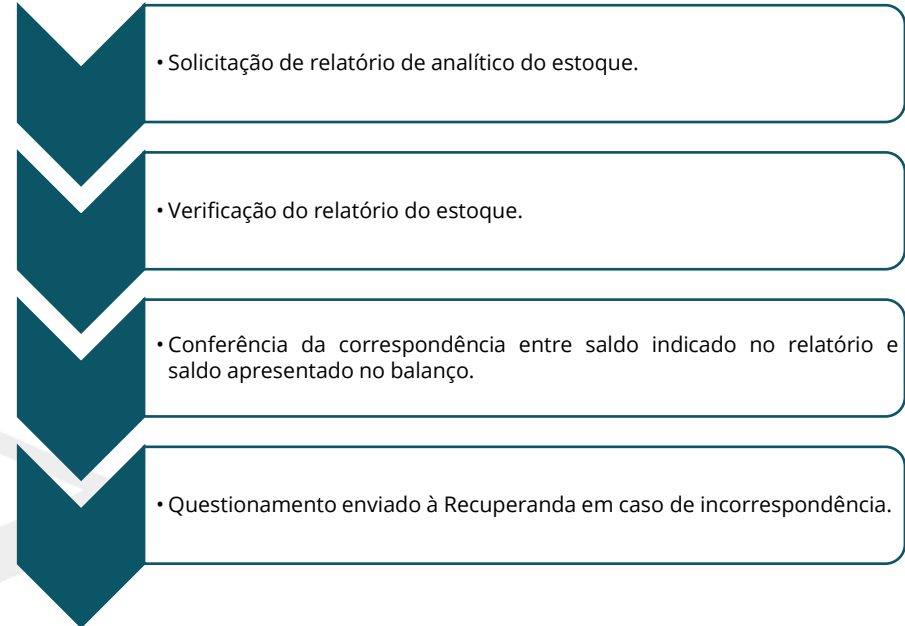 • Solicitação de relatório de analítico do estoque.
• Verificação do relatório do estoque.
• Conferência da correspondência entre saldo indicado no relatório e
saldo apresentado no balanço.
• Questionamento enviado à Recuperanda em caso de incorrespondência.